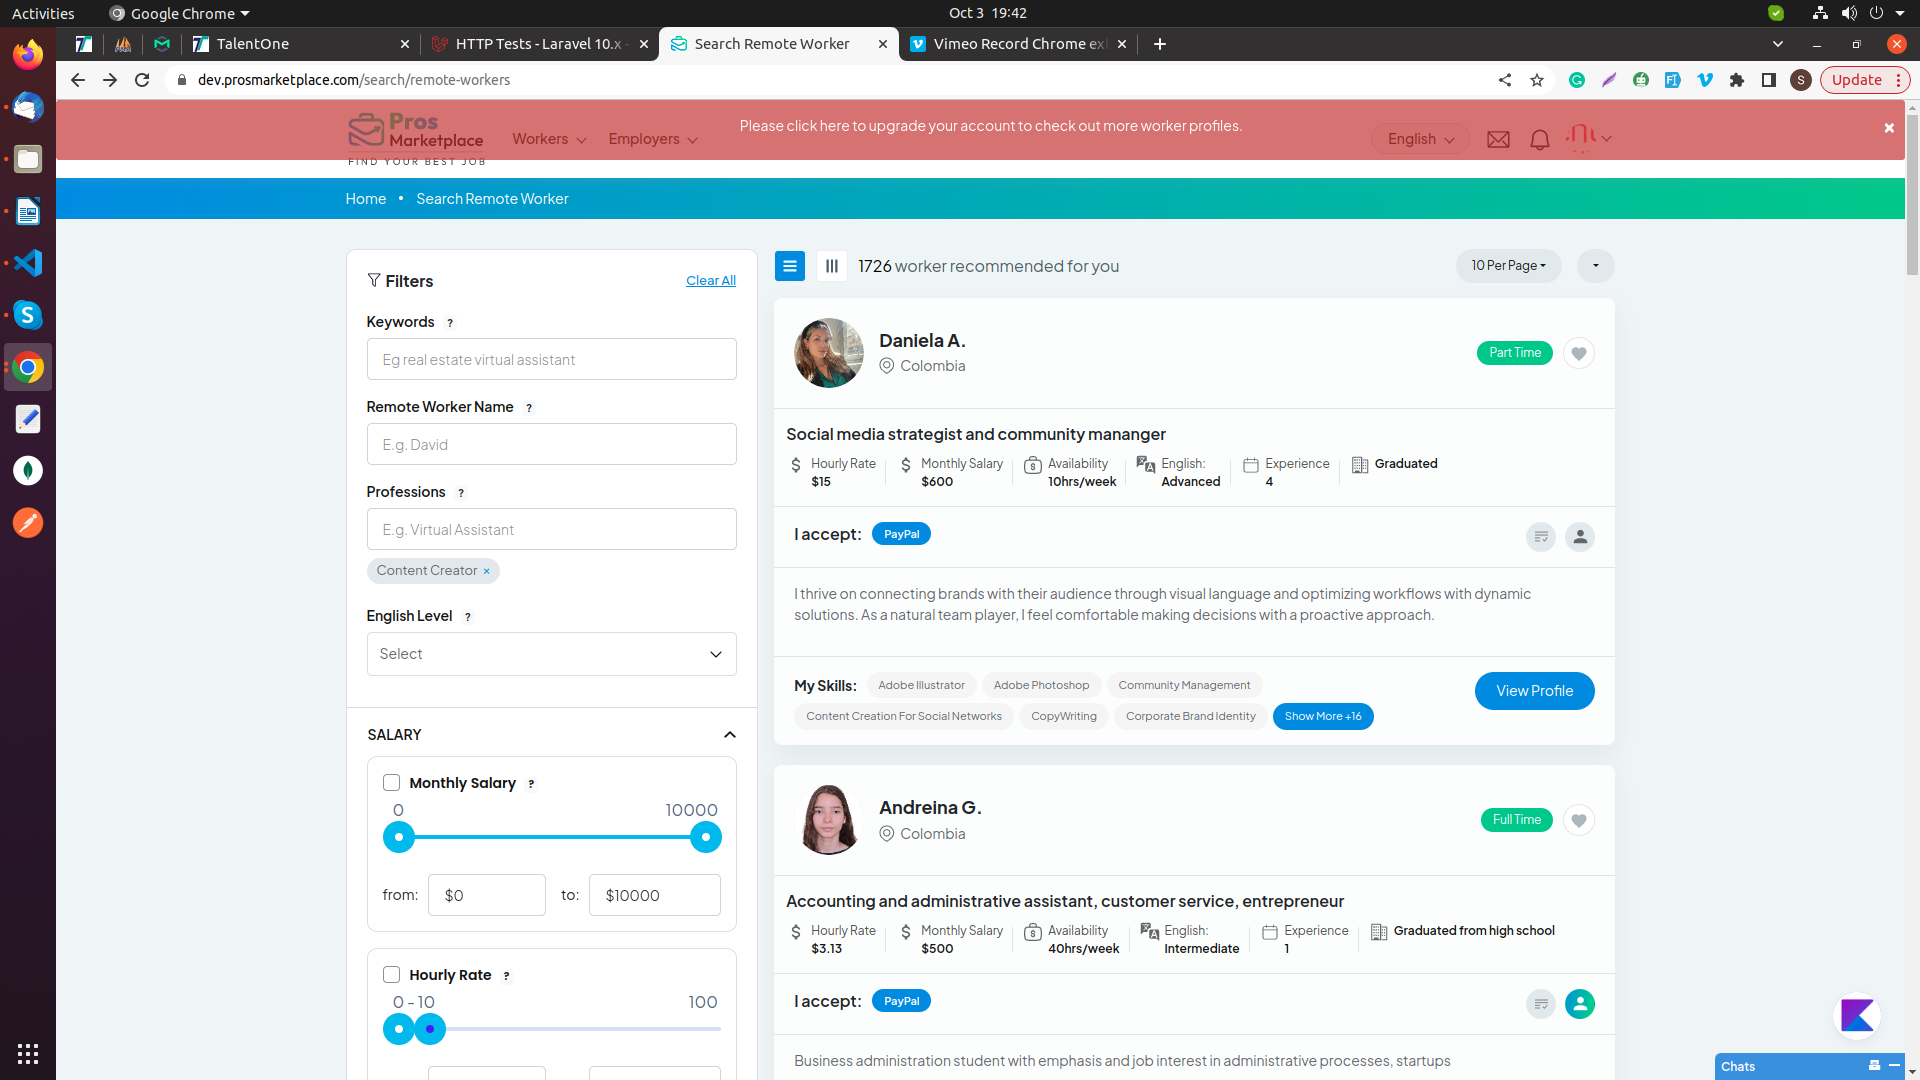 Activities
Google Chrome
Oct 3 19:42
TalentOne
HTTP Tests - Laravel 10.x -
Search Remote Worker
Vimeo Record Chrome ex
dev.prosmarketplace.com/search/remote-workers
S
Update
Pros
Marketplace
FIND YOUR BEST JOB
Workers
Employers
Please click here to upgrade your account to check out more worker profiles.
English
×
Home • Search Remote Worker
Filters
Clear All
Keywords ?
Eg real estate virtual assistant
Remote Worker Name ?
E.g. David
Professions ?
E.g. Virtual Assistant
Content Creator ×
English Level ?
Select
SALARY
Monthly Salary ?
0
10000
from: $0 to: $10000
Hourly Rate ?
0 - 10
100
1726 worker recommended for you
10 Per Page
Daniela A.
Colombia
Part Time
Social media strategist and community mananger
Hourly Rate
$15
Monthly Salary
$600
Availability
10hrs/week
English:
Advanced
Experience
4
Graduated
I accept: PayPal
I thrive on connecting brands with their audience through visual language and optimizing workflows with dynamic
solutions. As a natural team player, I feel comfortable making decisions with a proactive approach.
My Skills: Adobe Illustrator Adobe Photoshop Community Management
Content Creation For Social Networks CopyWriting Corporate Brand Identity Show More +16
View Profile
Andreina G.
Colombia
Full Time
Accounting and administrative assistant, customer service, entrepreneur
Hourly Rate
$3.13
Monthly Salary
$500
Availability
40hrs/week
English:
Intermediate
Experience
1
Graduated from high school
I accept: PayPal
Business administration student with emphasis and job interest in administrative processes, startups
Chats